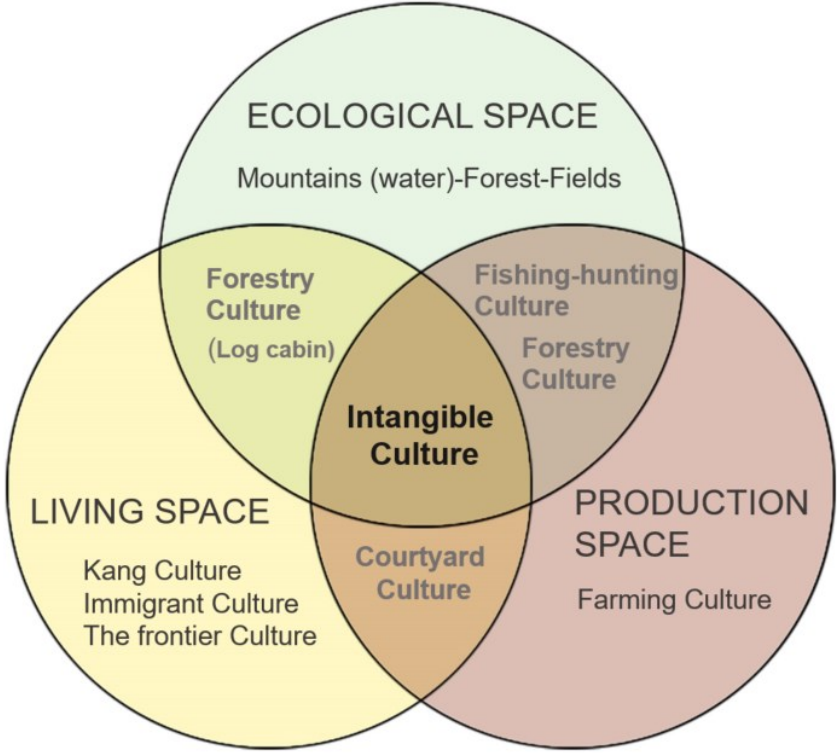 ECOLOGICAL SPACE
Mountains (water)-Forest-Fields
Forestry
Culture
(Log cabin)
Fishing-hunting
Culture
Forestry
Culture
Intangible
Culture
LIVING SPACE
Kang Culture
Immigrant Culture
The frontier Culture
Courtyard
Culture
PRODUCTION
SPACE
Farming Culture